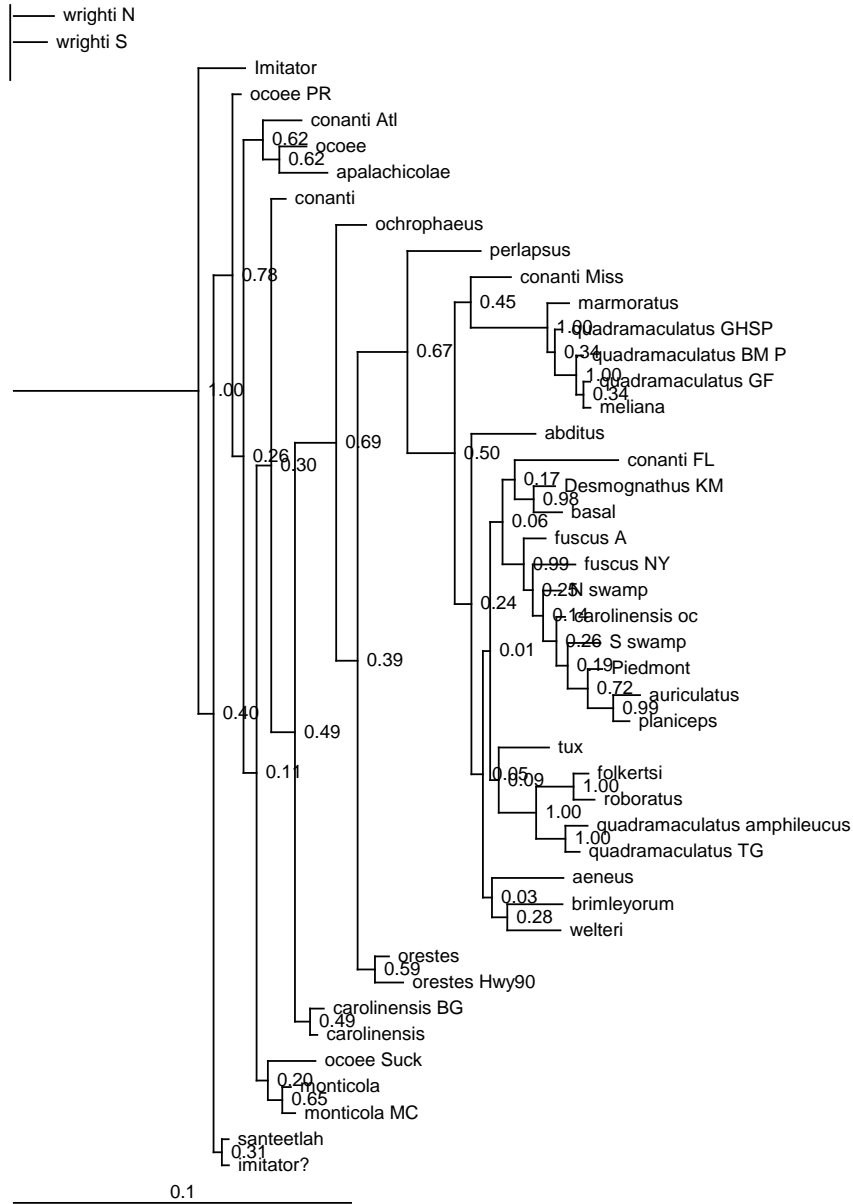 wrighti N
wrighti S
Imitator
ocoee PR
conanti Atl
0.62
ocoee
0.62
apalachicolae
conanti
ochrophaeus
perlapsus
0.78
conanti Miss
0.45
marmoratus
1.00
quadramaculatus GHSP
0.67
0.34
quadramaculatus BM P
1.00
quadramaculatus GF
1.00
0.34
meliana
abditus
0.69
0.50
0.26
0.30
conanti FL
0.17
Desmognathus KM
0.98
basal
0.06
fuscus A
0.99
fuscus NY
0.25
N swamp
0.24
0.14
carolinensis oc
0.26
S swamp
0.01
0.39
0.19
Piedmont
0.72
auriculatus
0.99
planiceps
0.40
0.49
tux
0.11
0.05
0.09
folkertsi
1.00
roboratus
1.00
quadramaculatus amphileucus
1.00
quadramaculatus TG
aeneus
0.03
brimleyorum
0.28
welteri
orestes
0.59
orestes Hwy90
carolinensis BG
0.49
carolinensis
ocoee Suck
0.20
monticola
0.65
monticola MC
santeetlah
0.31
imitator?
0.1